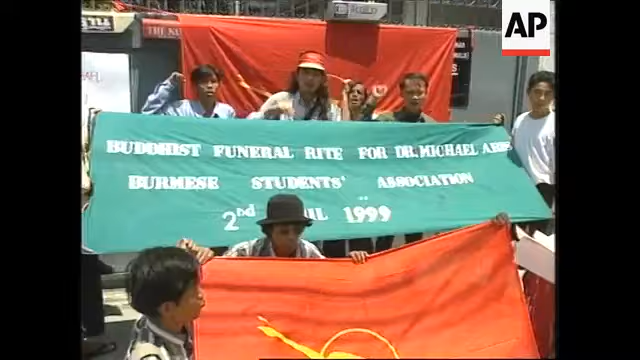 AP
BUDDHIST FUNERAL RITE FOR DR. MICHAEL ARIS
BURMESE STUDENTS' ASSOCIATION
2nd 1999